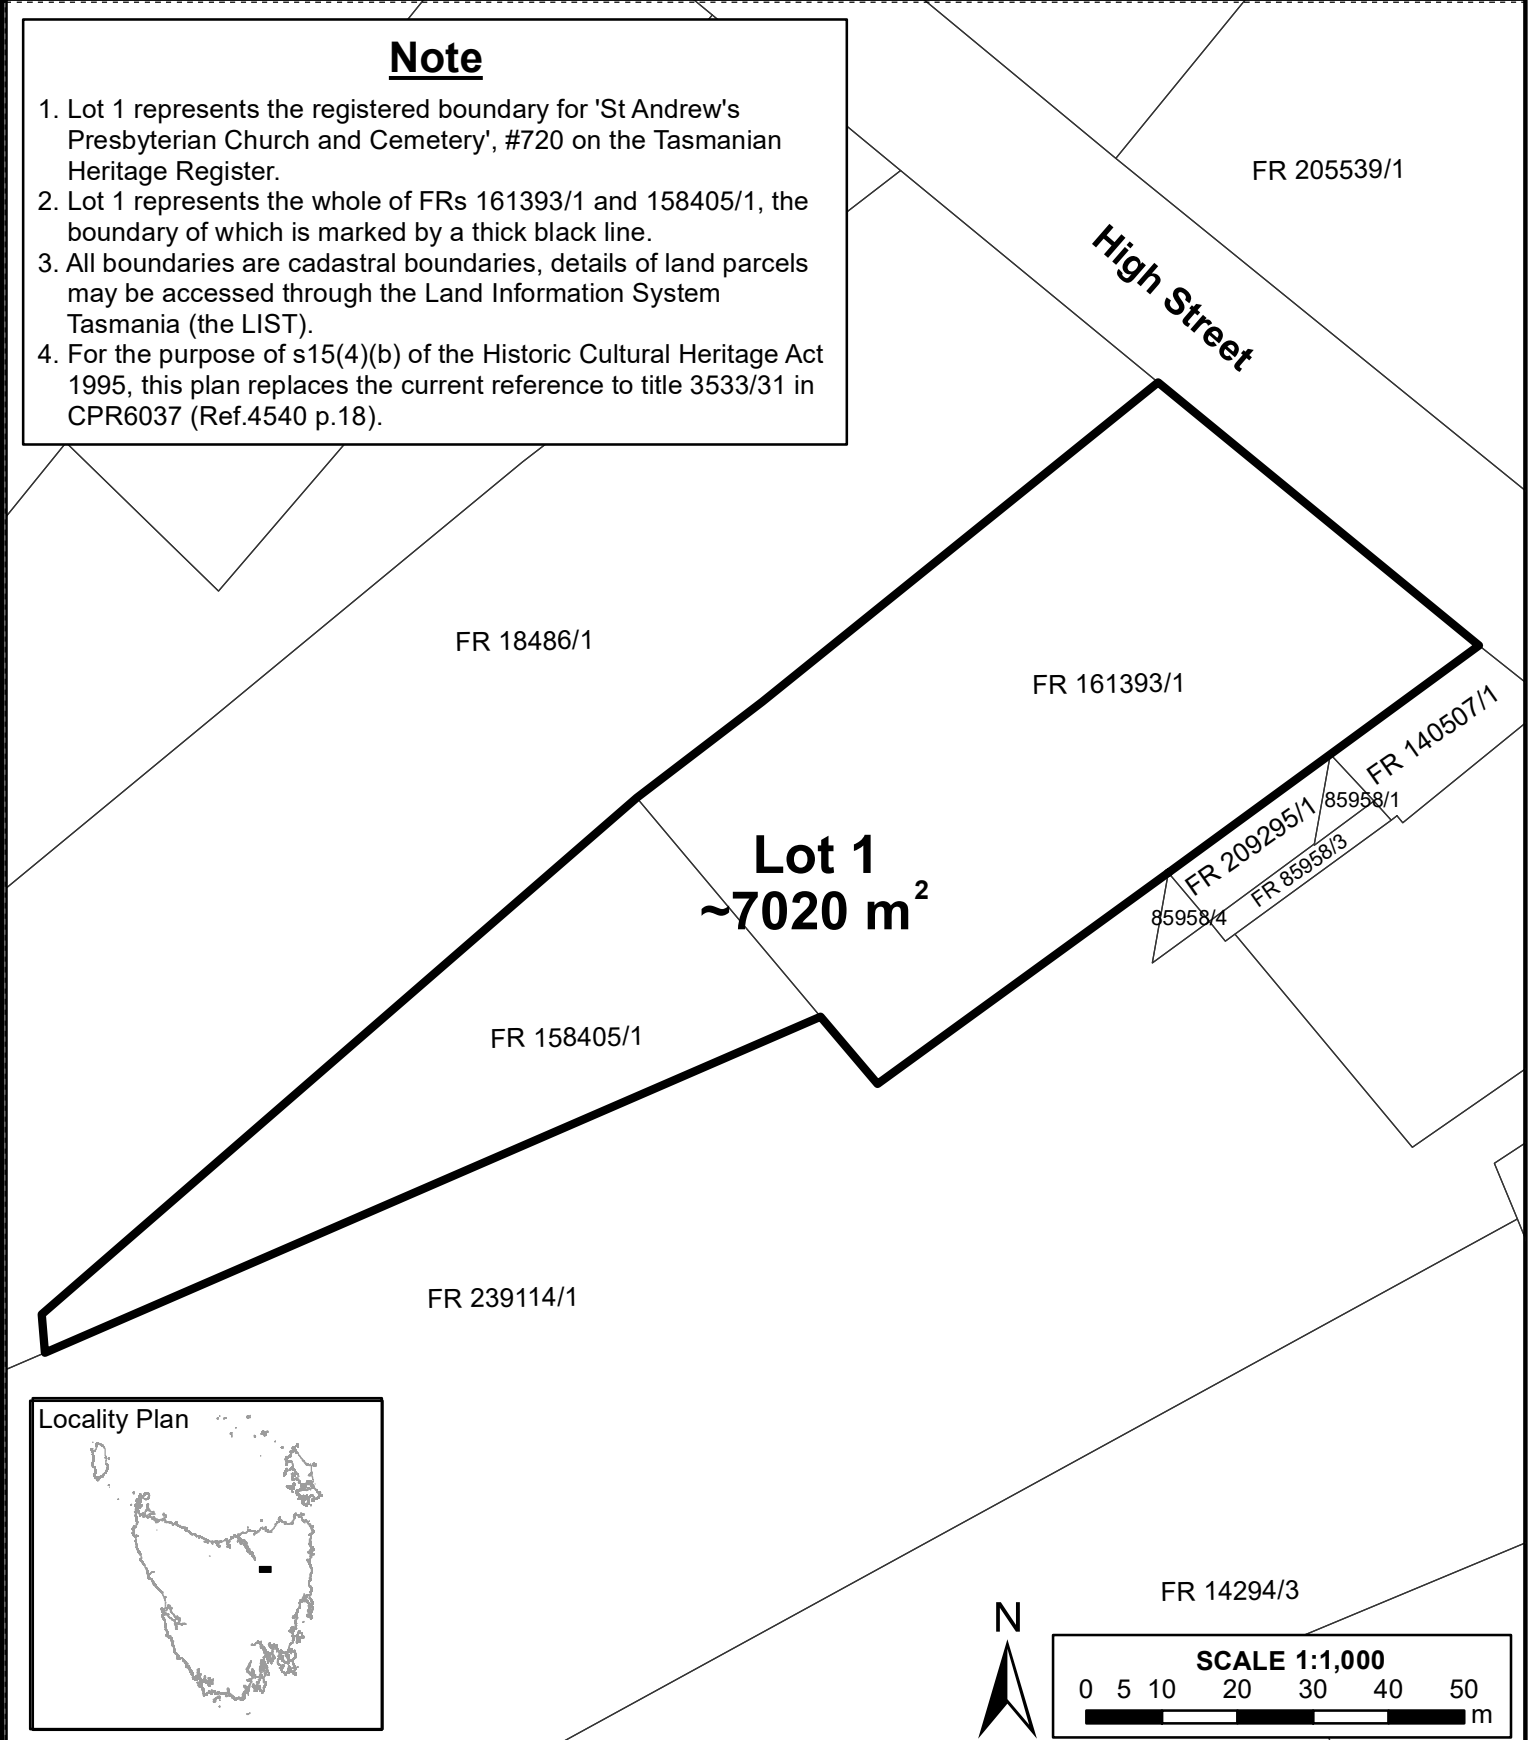 Note
1. Lot 1 represents the registered boundary for 'St Andrew's
Presbyterian Church and Cemetery', #720 on the Tasmanian
Heritage Register.
2. Lot 1 represents the whole of FRs 161393/1 and 158405/1, the
boundary of which is marked by a thick black line.
3. All boundaries are cadastral boundaries, details of land parcels
may be accessed through the Land Information System
Tasmania (the LIST).
4. For the purpose of s15(4)(b) of the Historic Cultural Heritage Act
1995, this plan replaces the current reference to title 3533/31 in
CPR6037 (Ref.4540 p.18).
FR 205539/1
High Street
FR 18486/1
FR 161393/1
FR 140507/1
85958/1
FR 209295/1
FR 85958/3
85958/4
Lot 1
~7020 m²
FR 158405/1
FR 239114/1
Locality Plan
FR 14294/3
N
SCALE 1:1,000
0 5 10 20 30 40 50
m